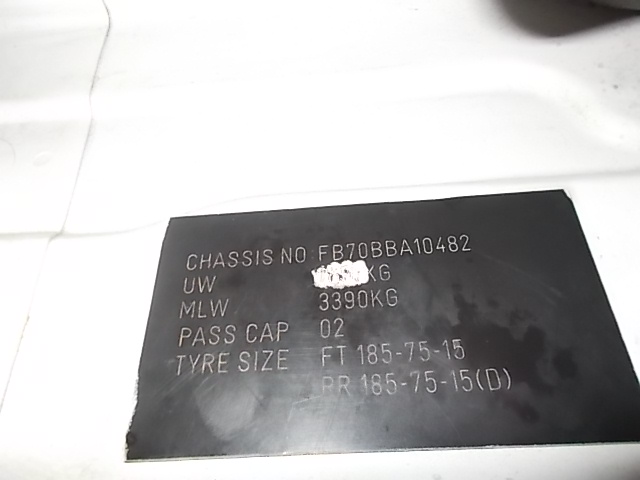 CHASSIS NO: FB70BBA10482
UW KG
MLW 3390KG
PASS CAP 02
TYRE SIZE FT 185-75-15
RR 185-75-15(D)